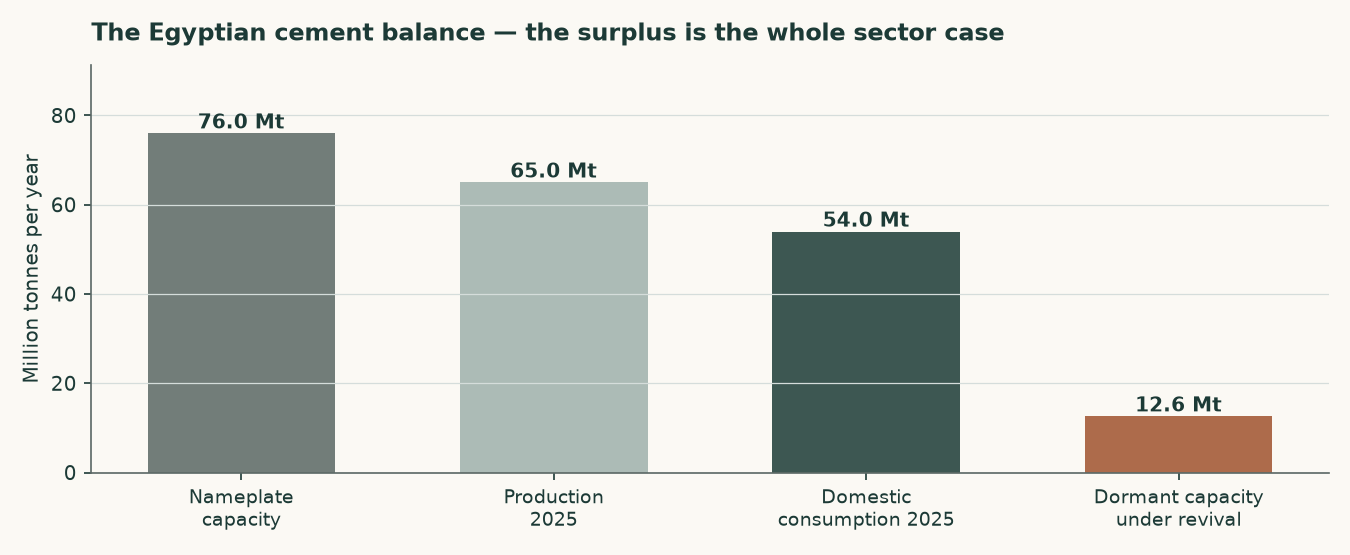 The Egyptian cement balance — the surplus is the whole sector case
Million tonnes per year
80
60
40
20
0
76.0 Mt
65.0 Mt
54.0 Mt
12.6 Mt
Nameplate
capacity
Production
2025
Domestic
consumption 2025
Dormant capacity
under revival